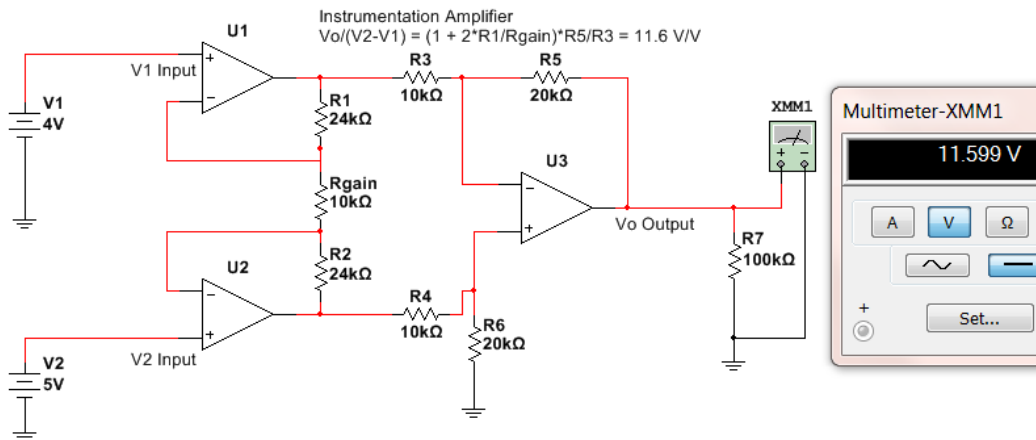 Instrumentation Amplifier
Vo/(V2-V1) = (1 + 2*R1/Rgain)*R5/R3 = 11.6 V/V
U1
+
−
V1 Input
V1
4V
R3
10kΩ
R5
20kΩ
R1
24kΩ
XMM1
+ −
Multimeter-XMM1
11.599 V
A V Ω
U3
−
+
Rgain
10kΩ
Vo Output
R7
100kΩ
R2
24kΩ
U2
−
+
R4
10kΩ
R6
20kΩ
V2 Input
V2
5V
+
Set...